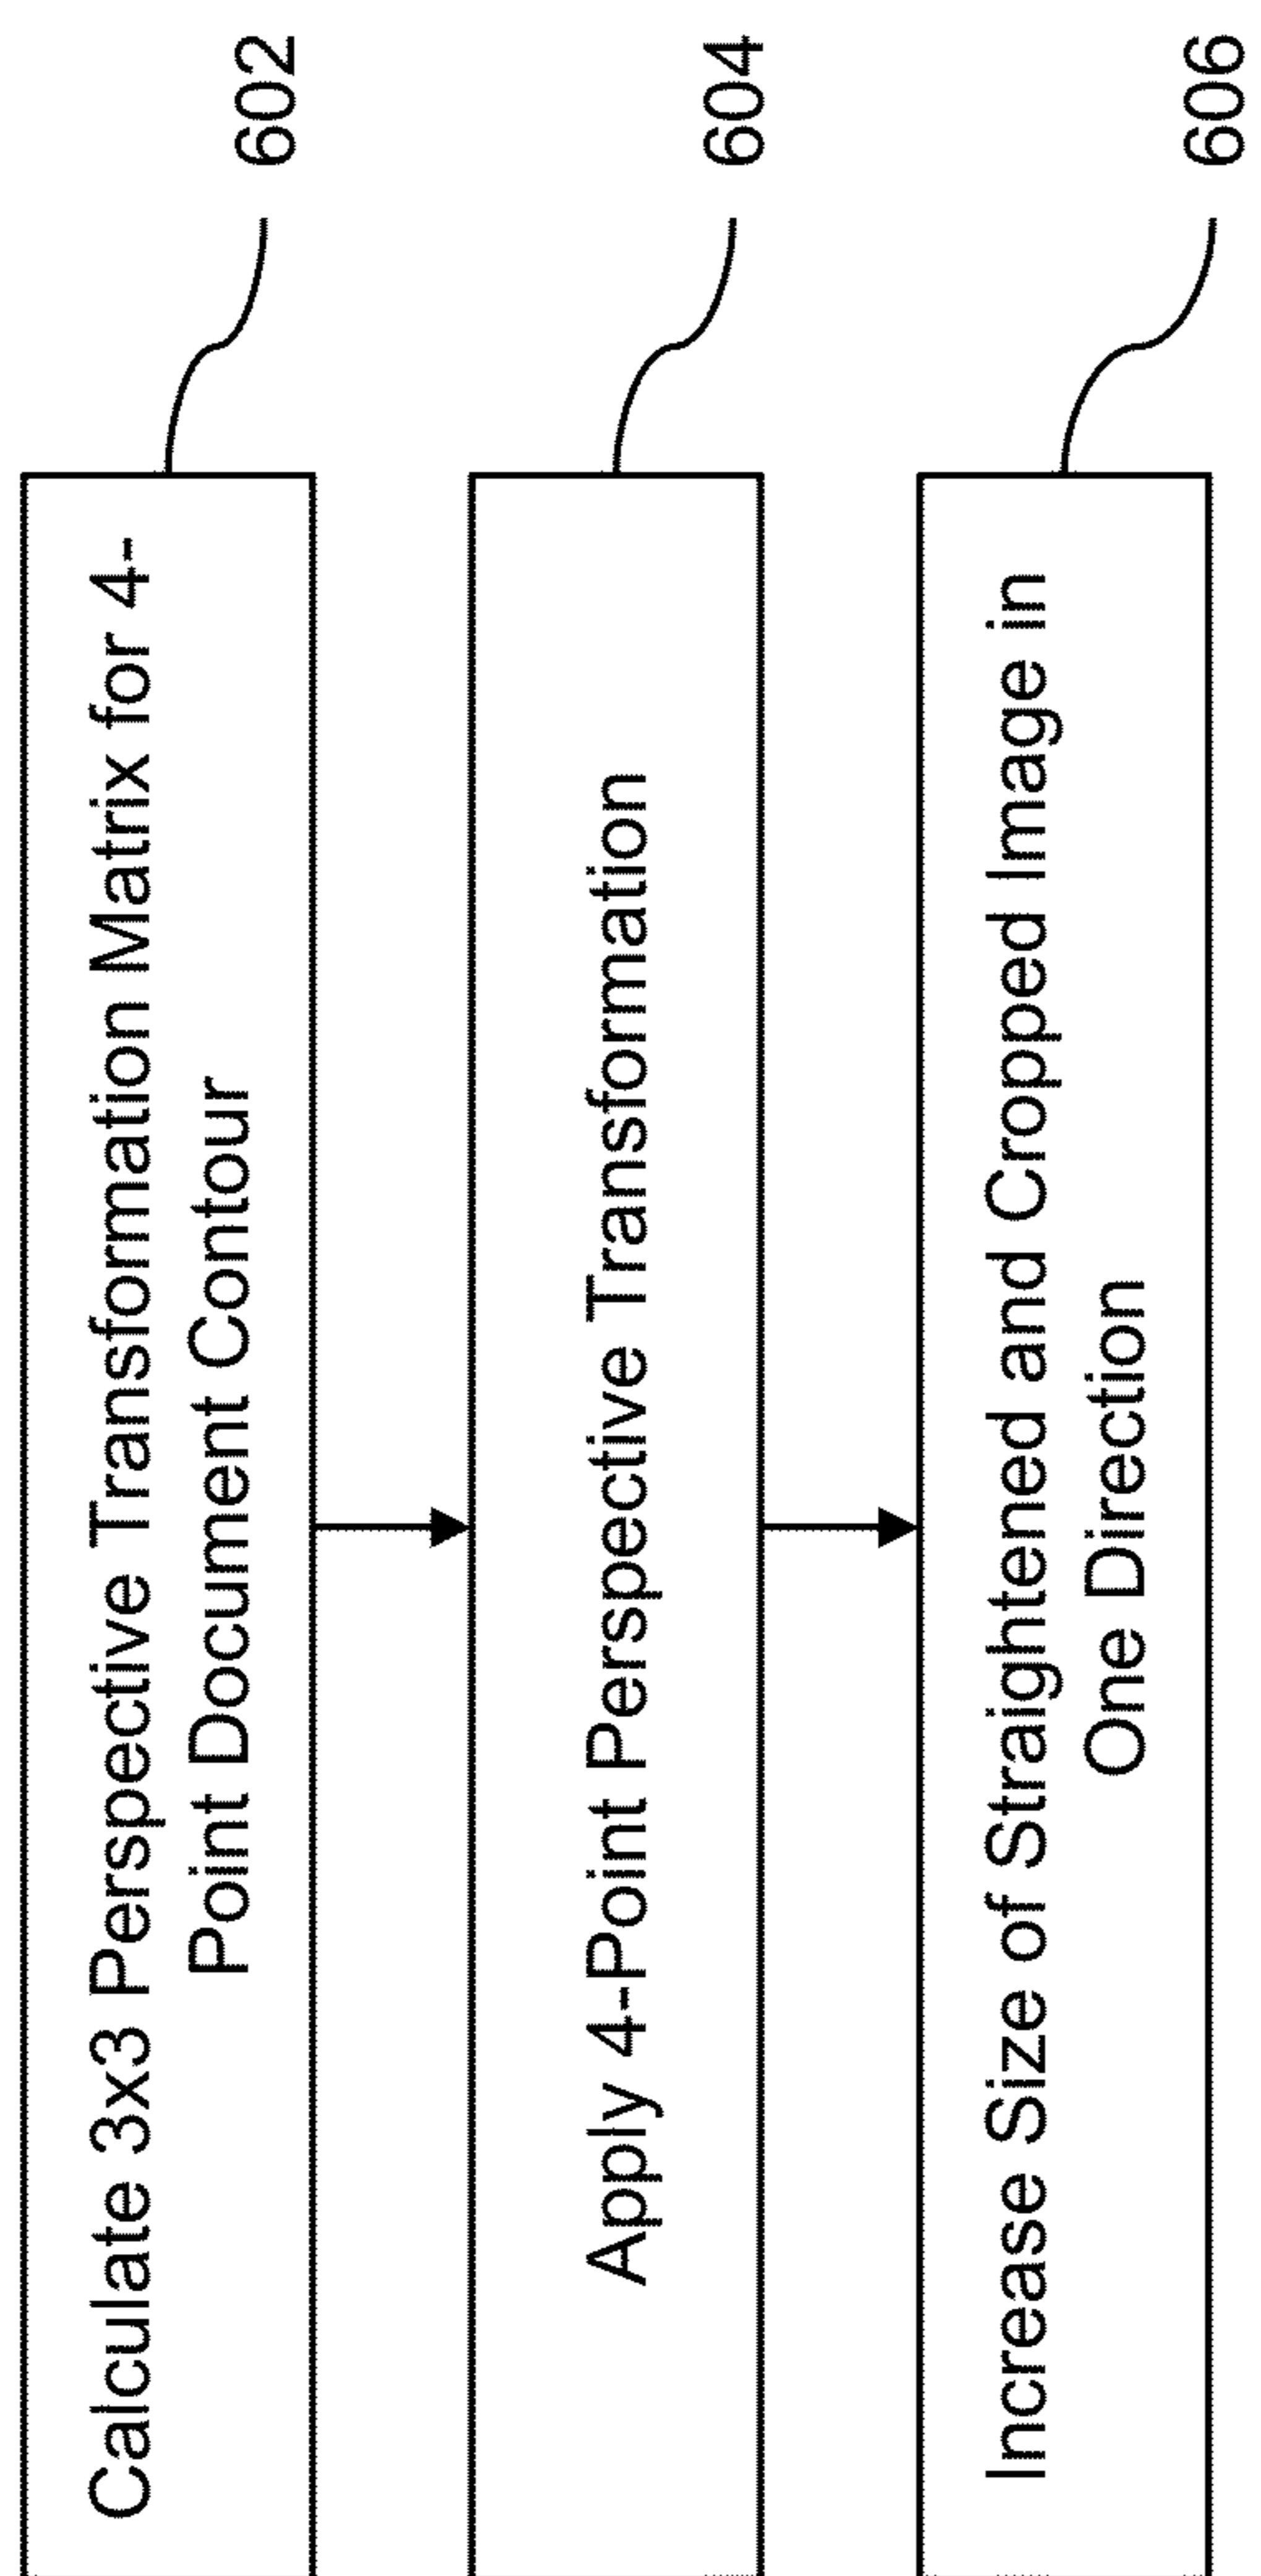 Calculate 3x3 Perspective Transformation Matrix for 4-
Point Document Contour
602
Apply 4-Point Perspective Transformation
604
Increase Size of Straightened and Cropped Image in
One Direction
606